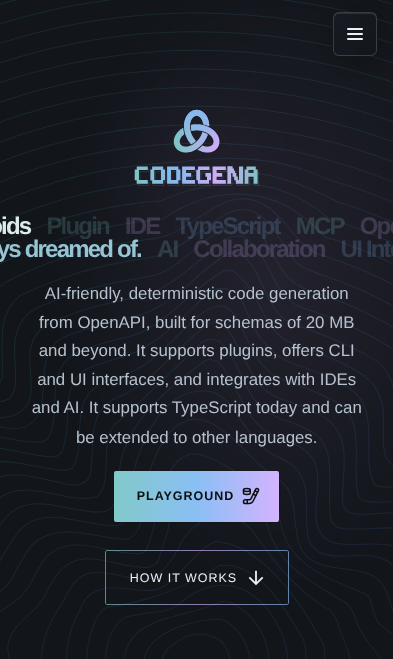 CODEGENA
Plugin IDE TypeScript MCP
dreamed of. AI Collaboration UI
AI-friendly, deterministic code generation
from OpenAPI, built for schemas of 20 MB
and beyond. It supports plugins, offers CLI
and UI interfaces, and integrates with IDEs
and AI. It supports TypeScript today and can
be extended to other languages.
PLAYGROUND
HOW IT WORKS